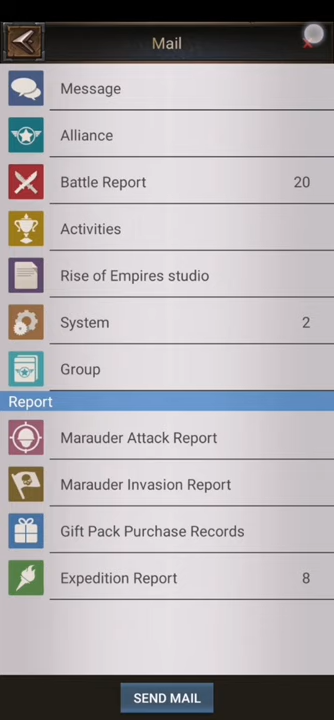 Mail
Message
Alliance
Battle Report 20
Activities
Rise of Empires studio
System 2
Group
Report
Marauder Attack Report
Marauder Invasion Report
Gift Pack Purchase Records
Expedition Report 8
SEND MAIL